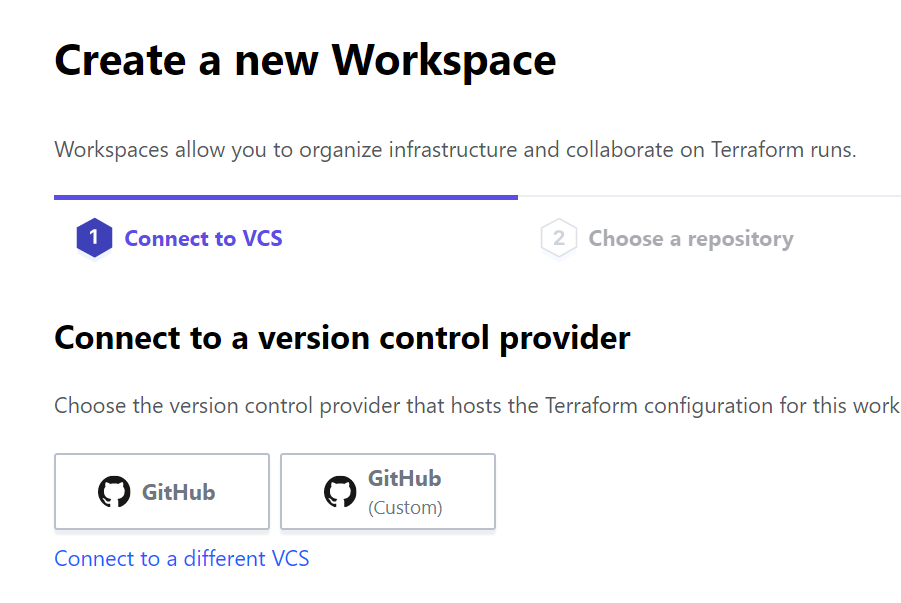 Create a new Workspace
Workspaces allow you to organize infrastructure and collaborate on Terraform runs.
1 Connect to VCS
2 Choose a repository
Connect to a version control provider
Choose the version control provider that hosts the Terraform configuration for this work
GitHub
GitHub
(Custom)
Connect to a different VCS